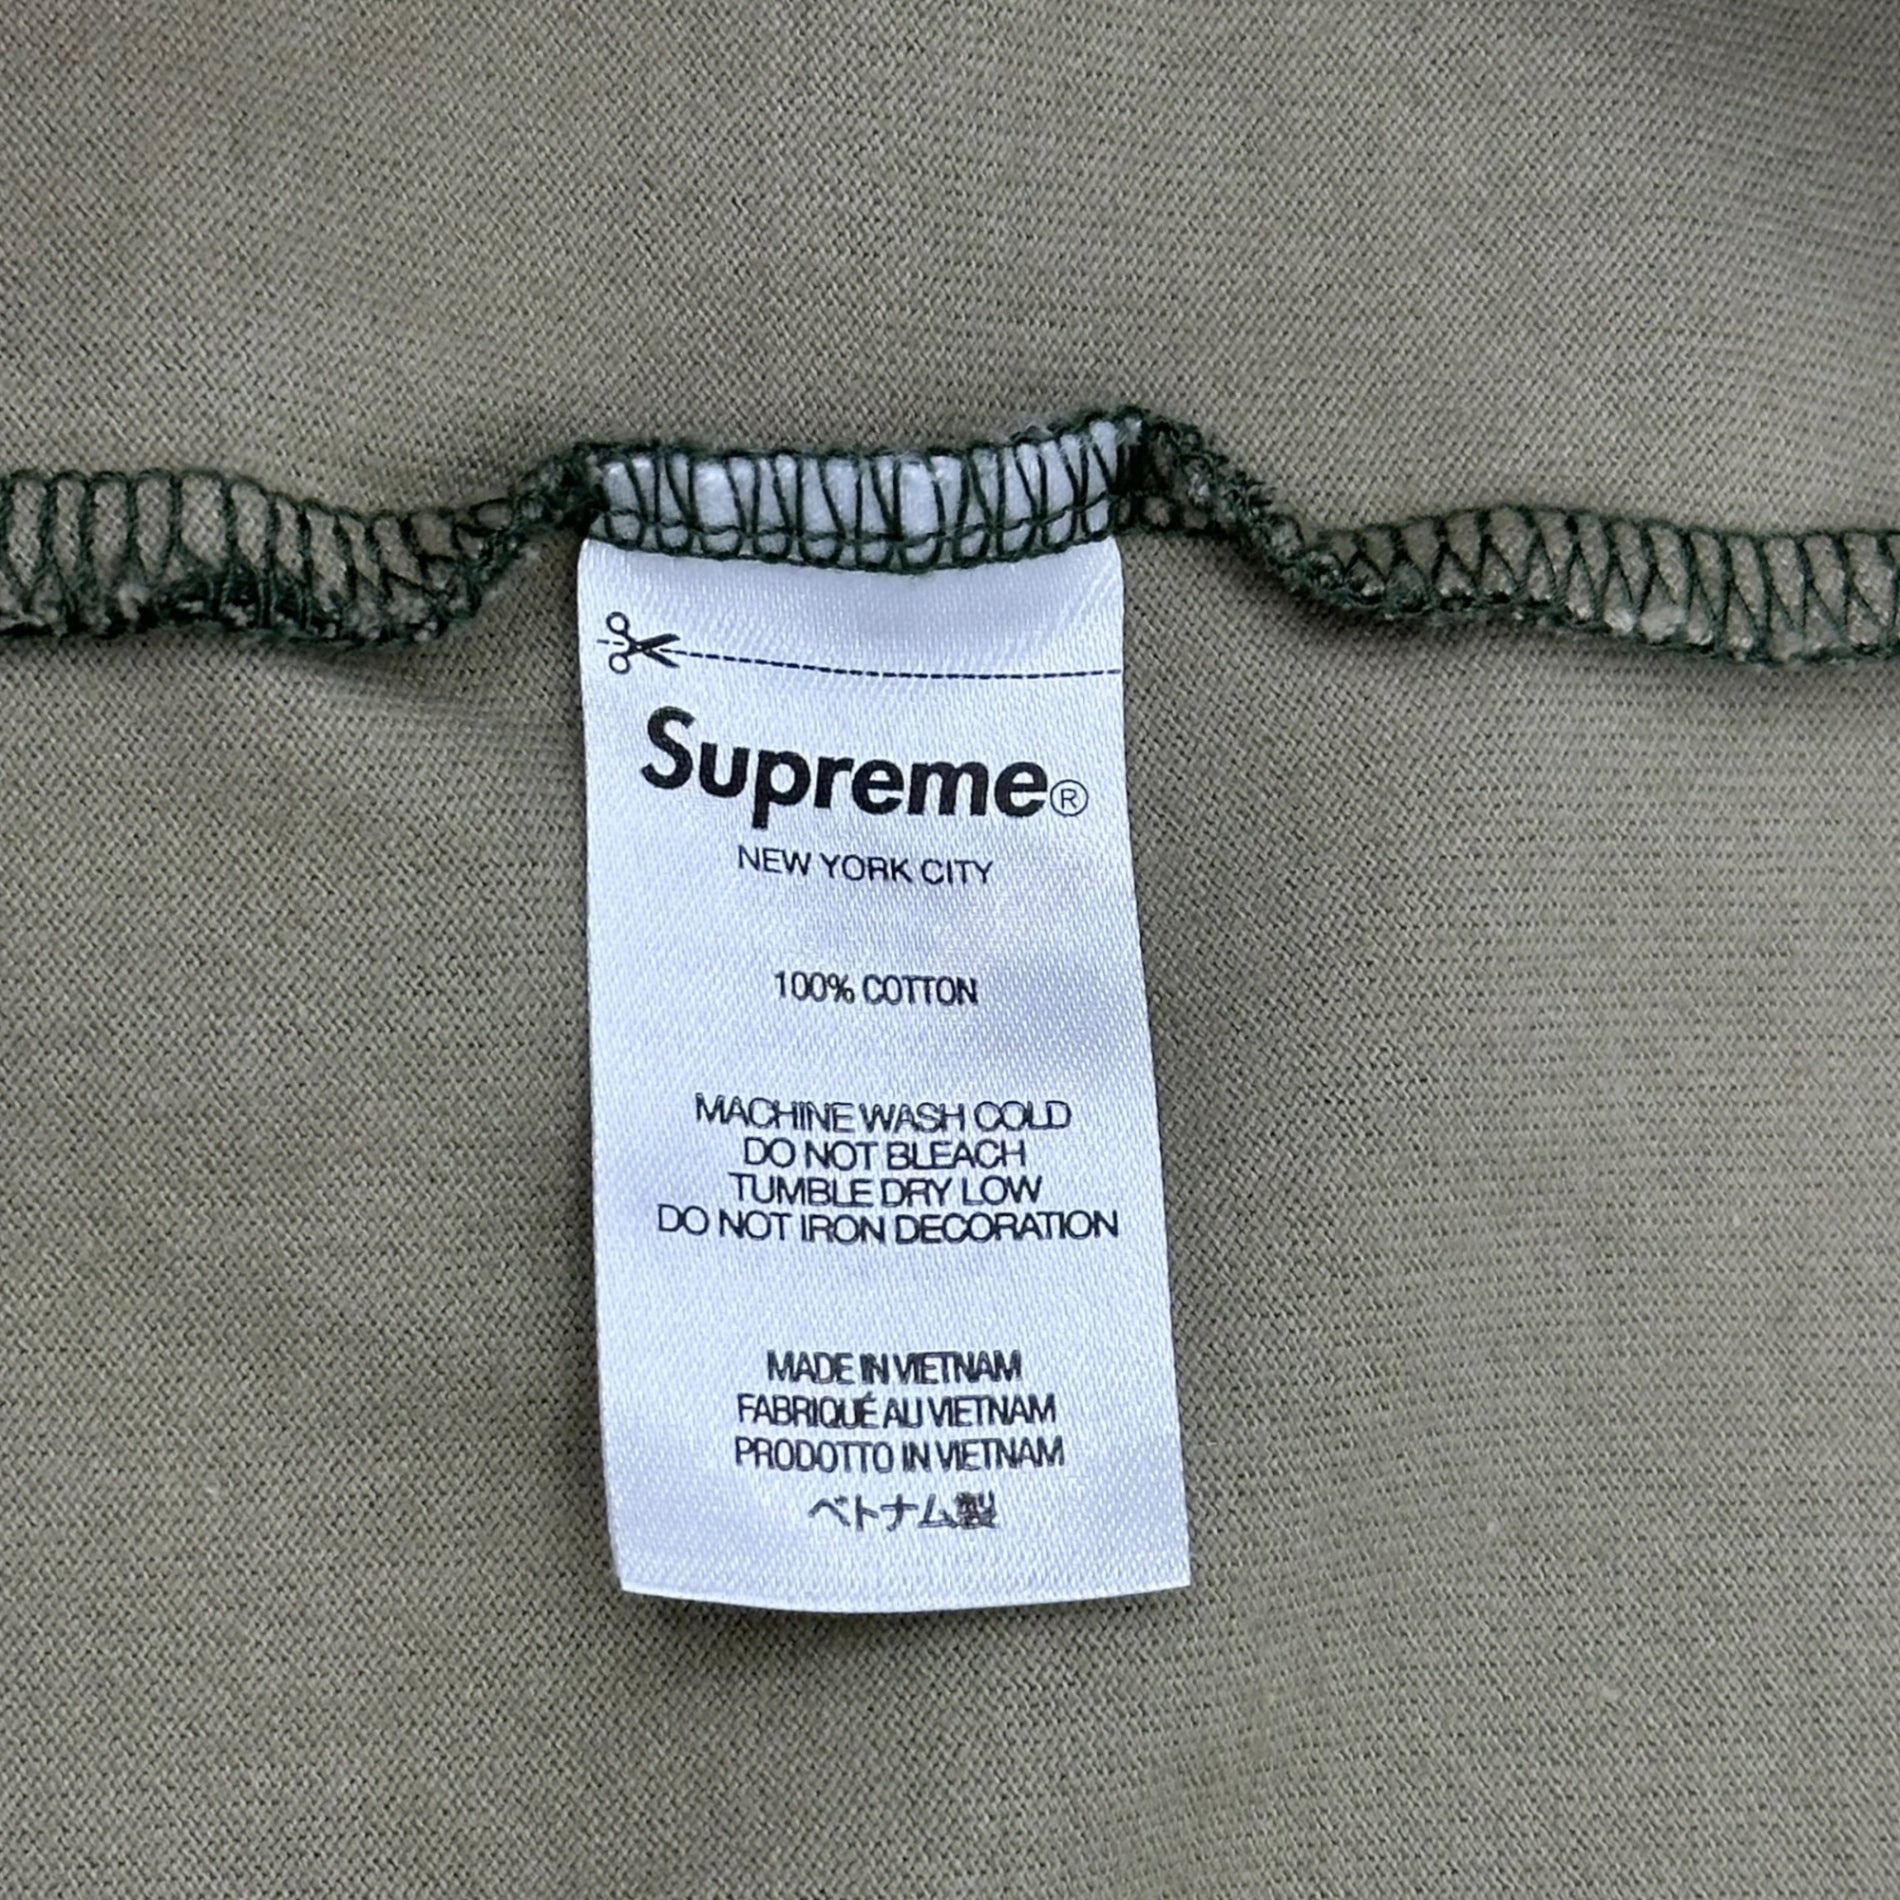 Supreme®
NEW YORK CITY
100% COTTON
MACHINE WASH COLD
DO NOT BLEACH
TUMBLE DRY LOW
DO NOT IRON DECORATION
MADE IN VIETNAM
FABRIQUÉ AU VIETNAM
PRODOTTO IN VIETNAM
ベトナム製